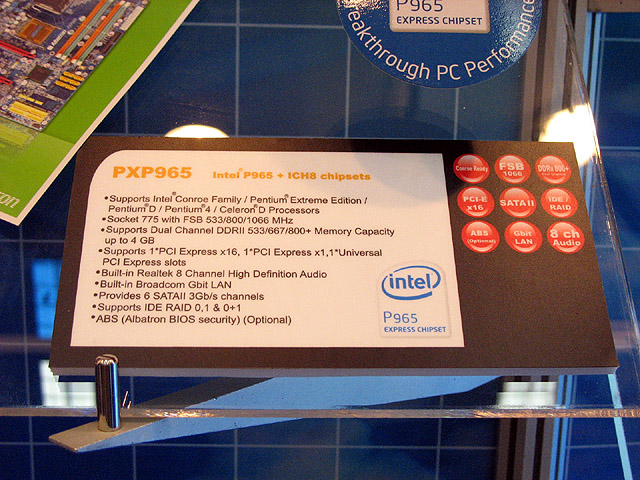 P965
EXPRESS CHIPSET
eakthrough PC Performance
ron
PXP965 Intel® P965 + ICH8 chipsets
•Supports Intel®Conroe Family / Pentium®Extreme Edition /
Pentium®D / Pentium®4 / Celeron®D Processors
•Socket 775 with FSB 533/800/1066 MHz
•Supports Dual Channel DDRII 533/667/800+ Memory Capacity
up to 4 GB
•Supports 1*PCI Express x16, 1*PCI Express x1,1*Universal
PCI Express slots
•Built-in Realtek 8 Channel High Definition Audio
•Built-in Broadcom Gbit LAN
•Provides 6 SATAII 3Gb/s channels
•Supports IDE RAID 0,1 & 0+1
•ABS (Albatron BIOS security) (Optional)
intel®
P965
EXPRESS CHIPSET
Conroe Ready
FSB
1066
DDRII 800+
PCI-E
x16
SATA II
IDE /
RAID
ABS
(Optional)
Gbit
LAN
8 ch
Audio